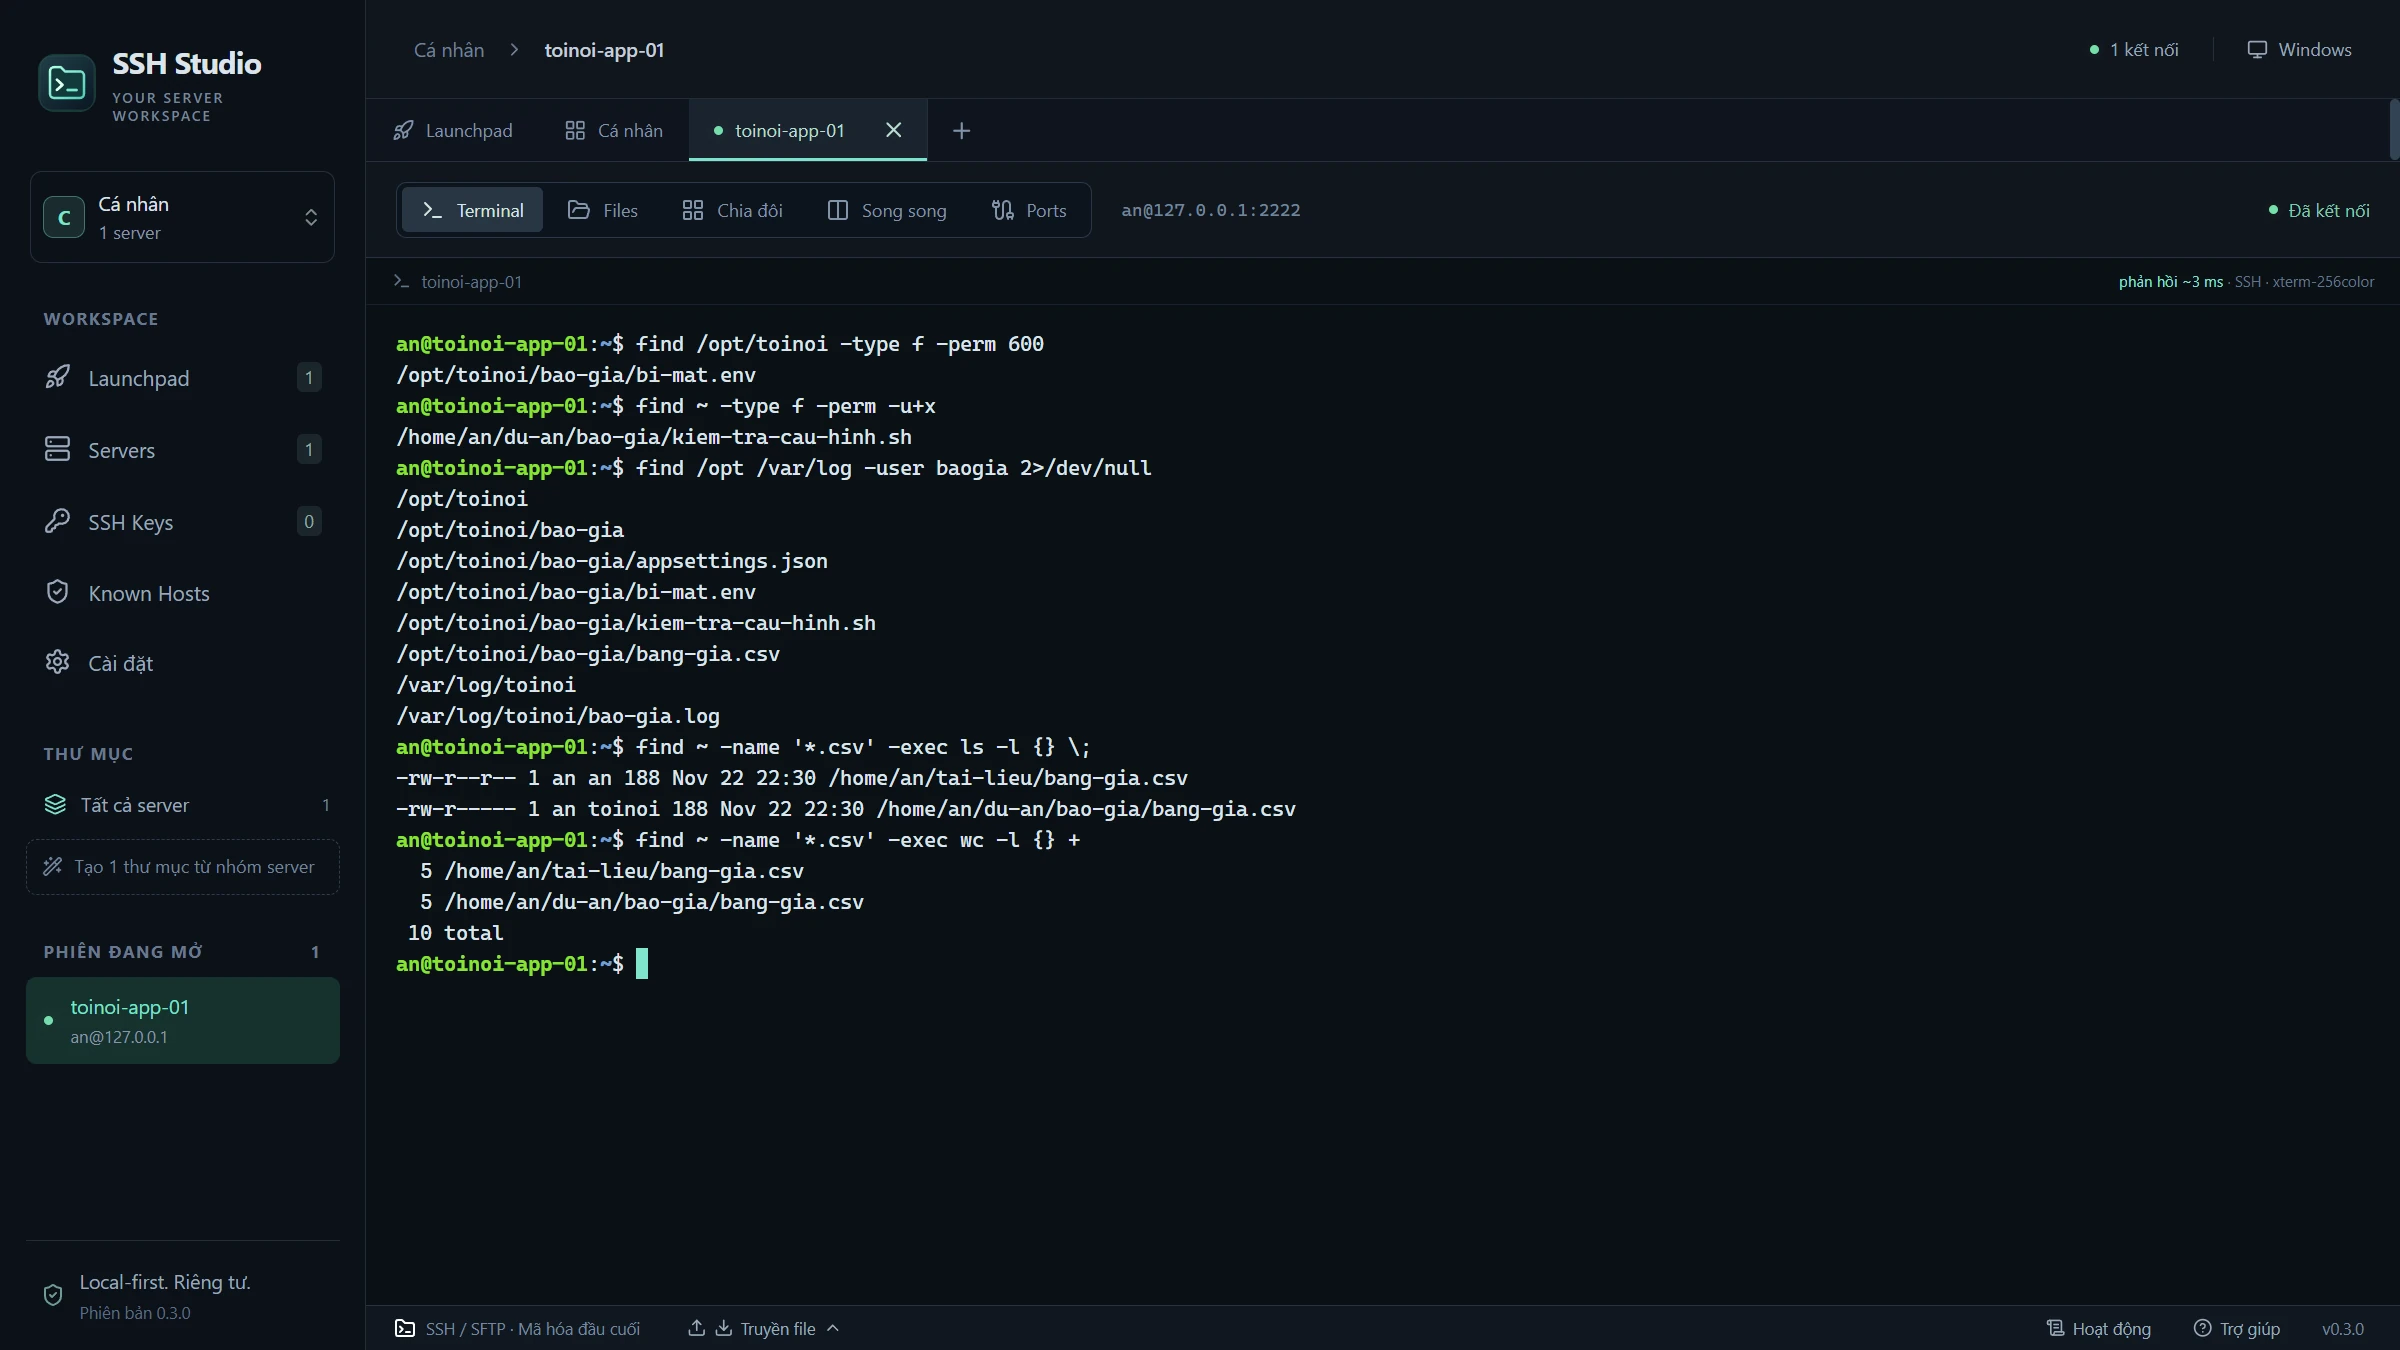 SSH Studio
YOUR SERVER
WORKSPACE
C
Cá nhân
1 server
WORKSPACE
Launchpad 1
Servers 1
SSH Keys 0
Known Hosts
Cài đặt
THƯ MỤC
Tất cả server 1
Tạo 1 thư mục từ nhóm server
PHIÊN ĐANG MỞ 1
toinoi-app-01
an@127.0.0.1
Local-first. Riêng tư.
Phiên bản 0.3.0
Cá nhân > toinoi-app-01
1 kết nối
Windows
Launchpad
Cá nhân
toinoi-app-01
Terminal
Files
Chia đôi
Song song
Ports
an@127.0.0.1:2222
Đã kết nối
toinoi-app-01
phản hồi ~3 ms · SSH · xterm-256color
an@toinoi-app-01:~$ find /opt/toinoi -type f -perm 600
/opt/toinoi/bao-gia/bi-mat.env
an@toinoi-app-01:~$ find ~ -type f -perm -u+x
/home/an/du-an/bao-gia/kiem-tra-cau-hinh.sh
an@toinoi-app-01:~$ find /opt /var/log -user baogia 2>/dev/null
/opt/toinoi
/opt/toinoi/bao-gia
/opt/toinoi/bao-gia/appsettings.json
/opt/toinoi/bao-gia/bi-mat.env
/opt/toinoi/bao-gia/kiem-tra-cau-hinh.sh
/opt/toinoi/bao-gia/bang-gia.csv
/var/log/toinoi
/var/log/toinoi/bao-gia.log
an@toinoi-app-01:~$ find ~ -name '*.csv' -exec ls -l {} \;
-rw-r--r-- 1 an an 188 Nov 22 22:30 /home/an/tai-lieu/bang-gia.csv
-rw-r----- 1 an toinoi 188 Nov 22 22:30 /home/an/du-an/bao-gia/bang-gia.csv
an@toinoi-app-01:~$ find ~ -name '*.csv' -exec wc -l {} +
5 /home/an/tai-lieu/bang-gia.csv
5 /home/an/du-an/bao-gia/bang-gia.csv
10 total
an@toinoi-app-01:~$
SSH / SFTP · Mã hóa đầu cuối
Truyền file
Hoạt động
Trợ giúp
v0.3.0